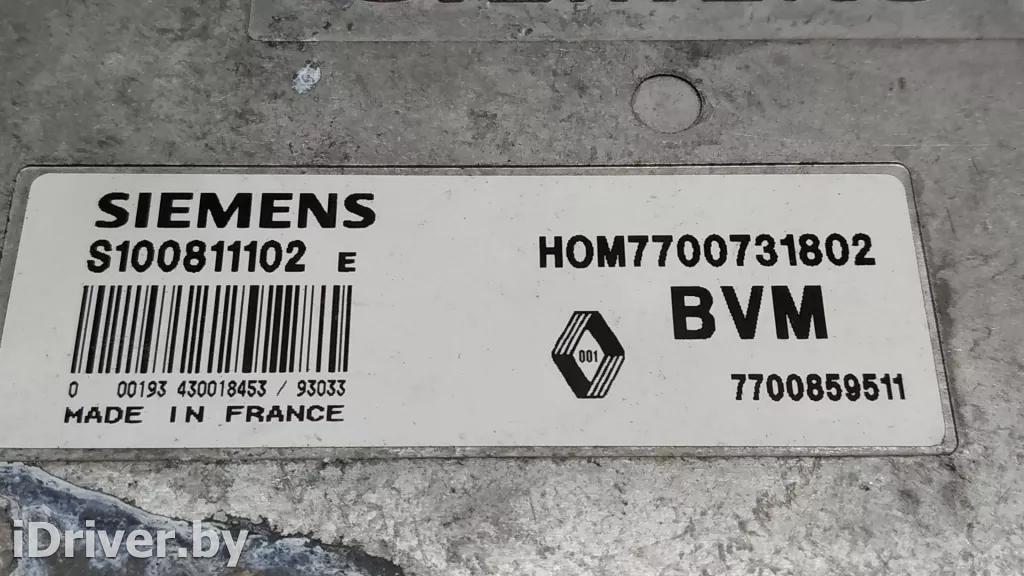 SIEMENS
S100811102 E
0 00193 430018453 / 93033
MADE IN FRANCE
HOM7700731802
BVM
001
7700859511
iDriver.by